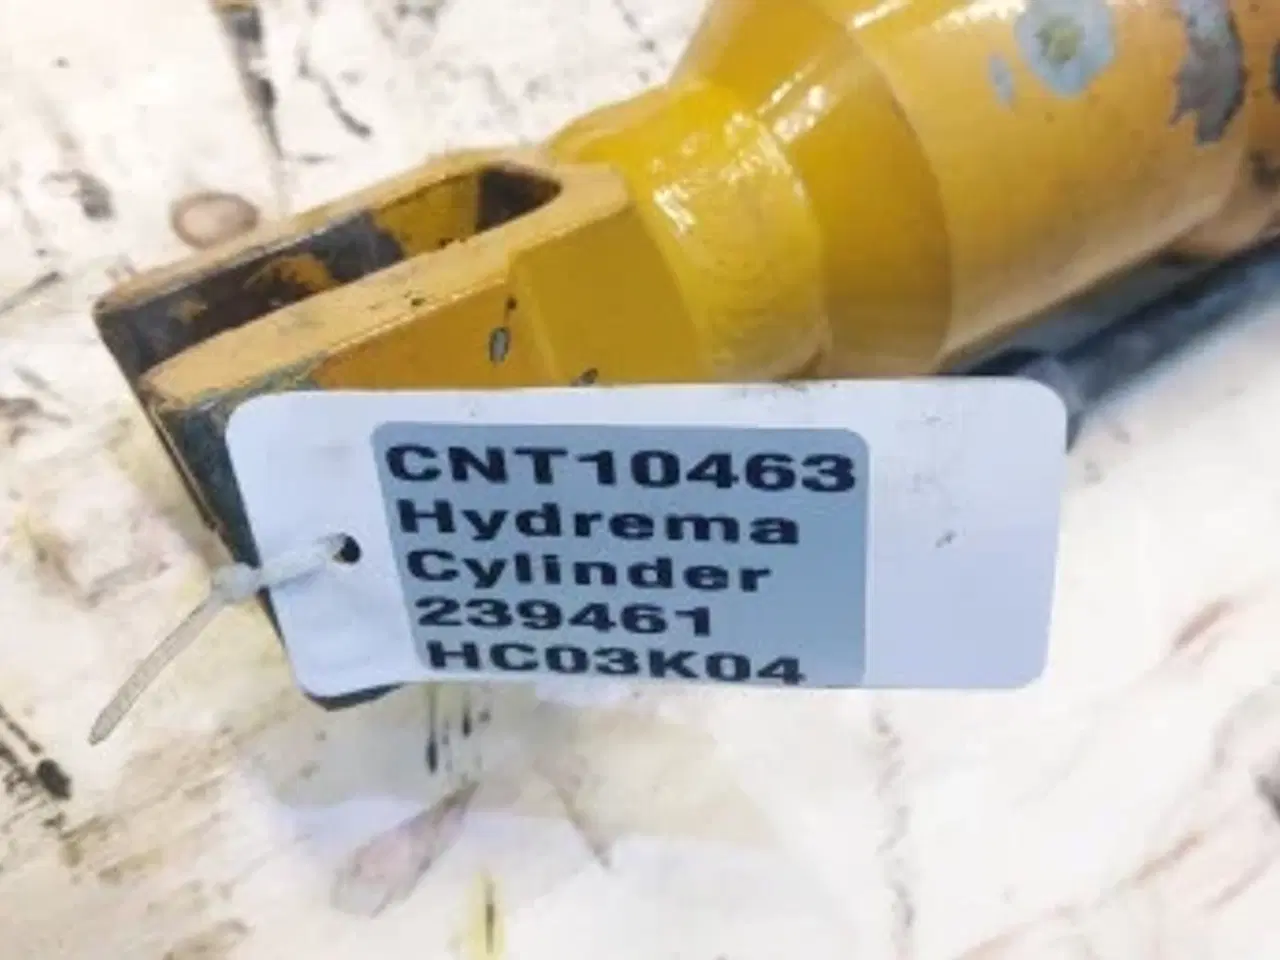 CNT10463
Hydrema
Cylinder
239461
HC03K04